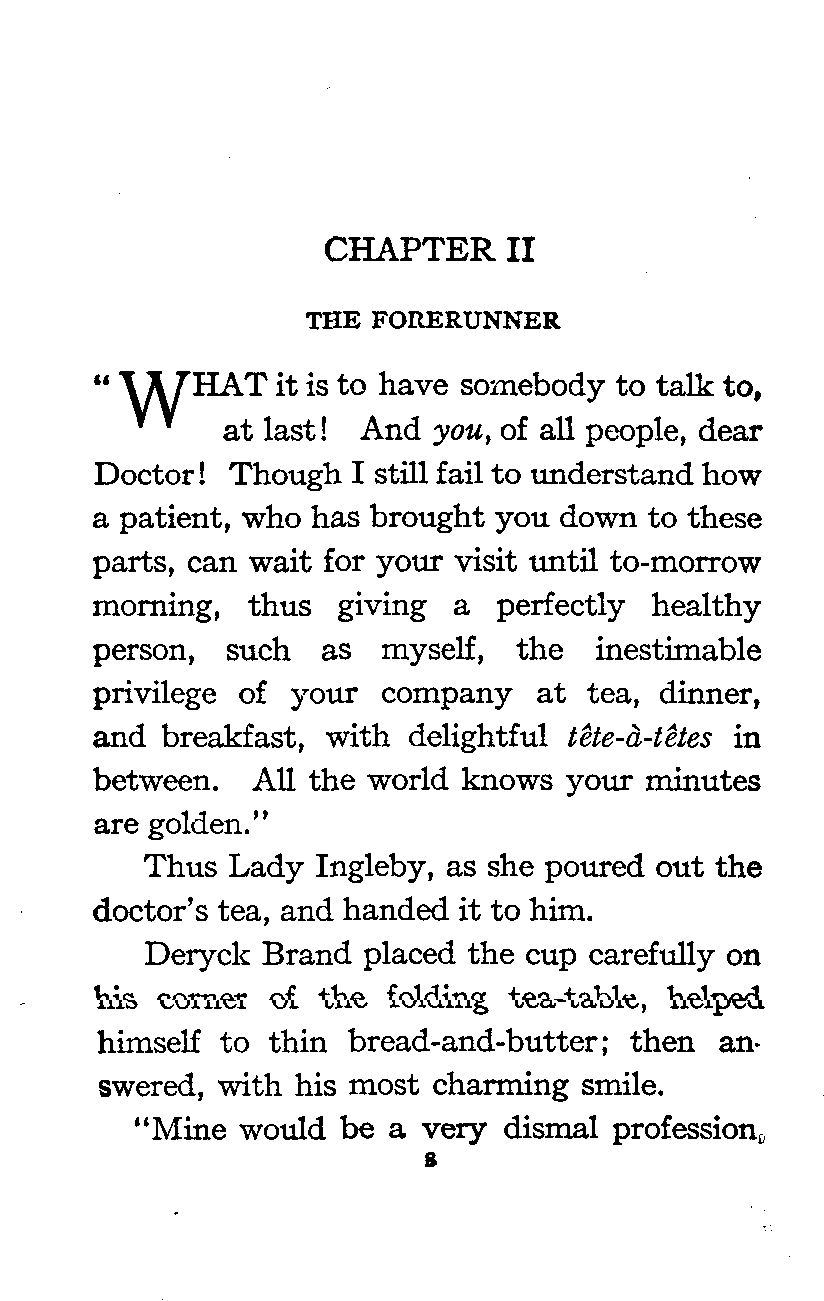 CHAPTER II
THE FORERUNNER
"WHAT it is to have somebody to talk to,
at last! And you, of all people, dear
Doctor! Though I still fail to understand how
a patient, who has brought you down to these
parts, can wait for your visit until to-morrow
morning, thus giving a perfectly healthy
person, such as myself, the inestimable
privilege of your company at tea, dinner,
and breakfast, with delightful tête-à-têtes in
between. All the world knows your minutes
are golden."
Thus Lady Ingleby, as she poured out the
doctor's tea, and handed it to him.
Deryck Brand placed the cup carefully on
his corner of the folding tea-table, helped
himself to thin bread-and-butter; then an-
swered, with his most charming smile.
"Mine would be a very dismal profession,
8